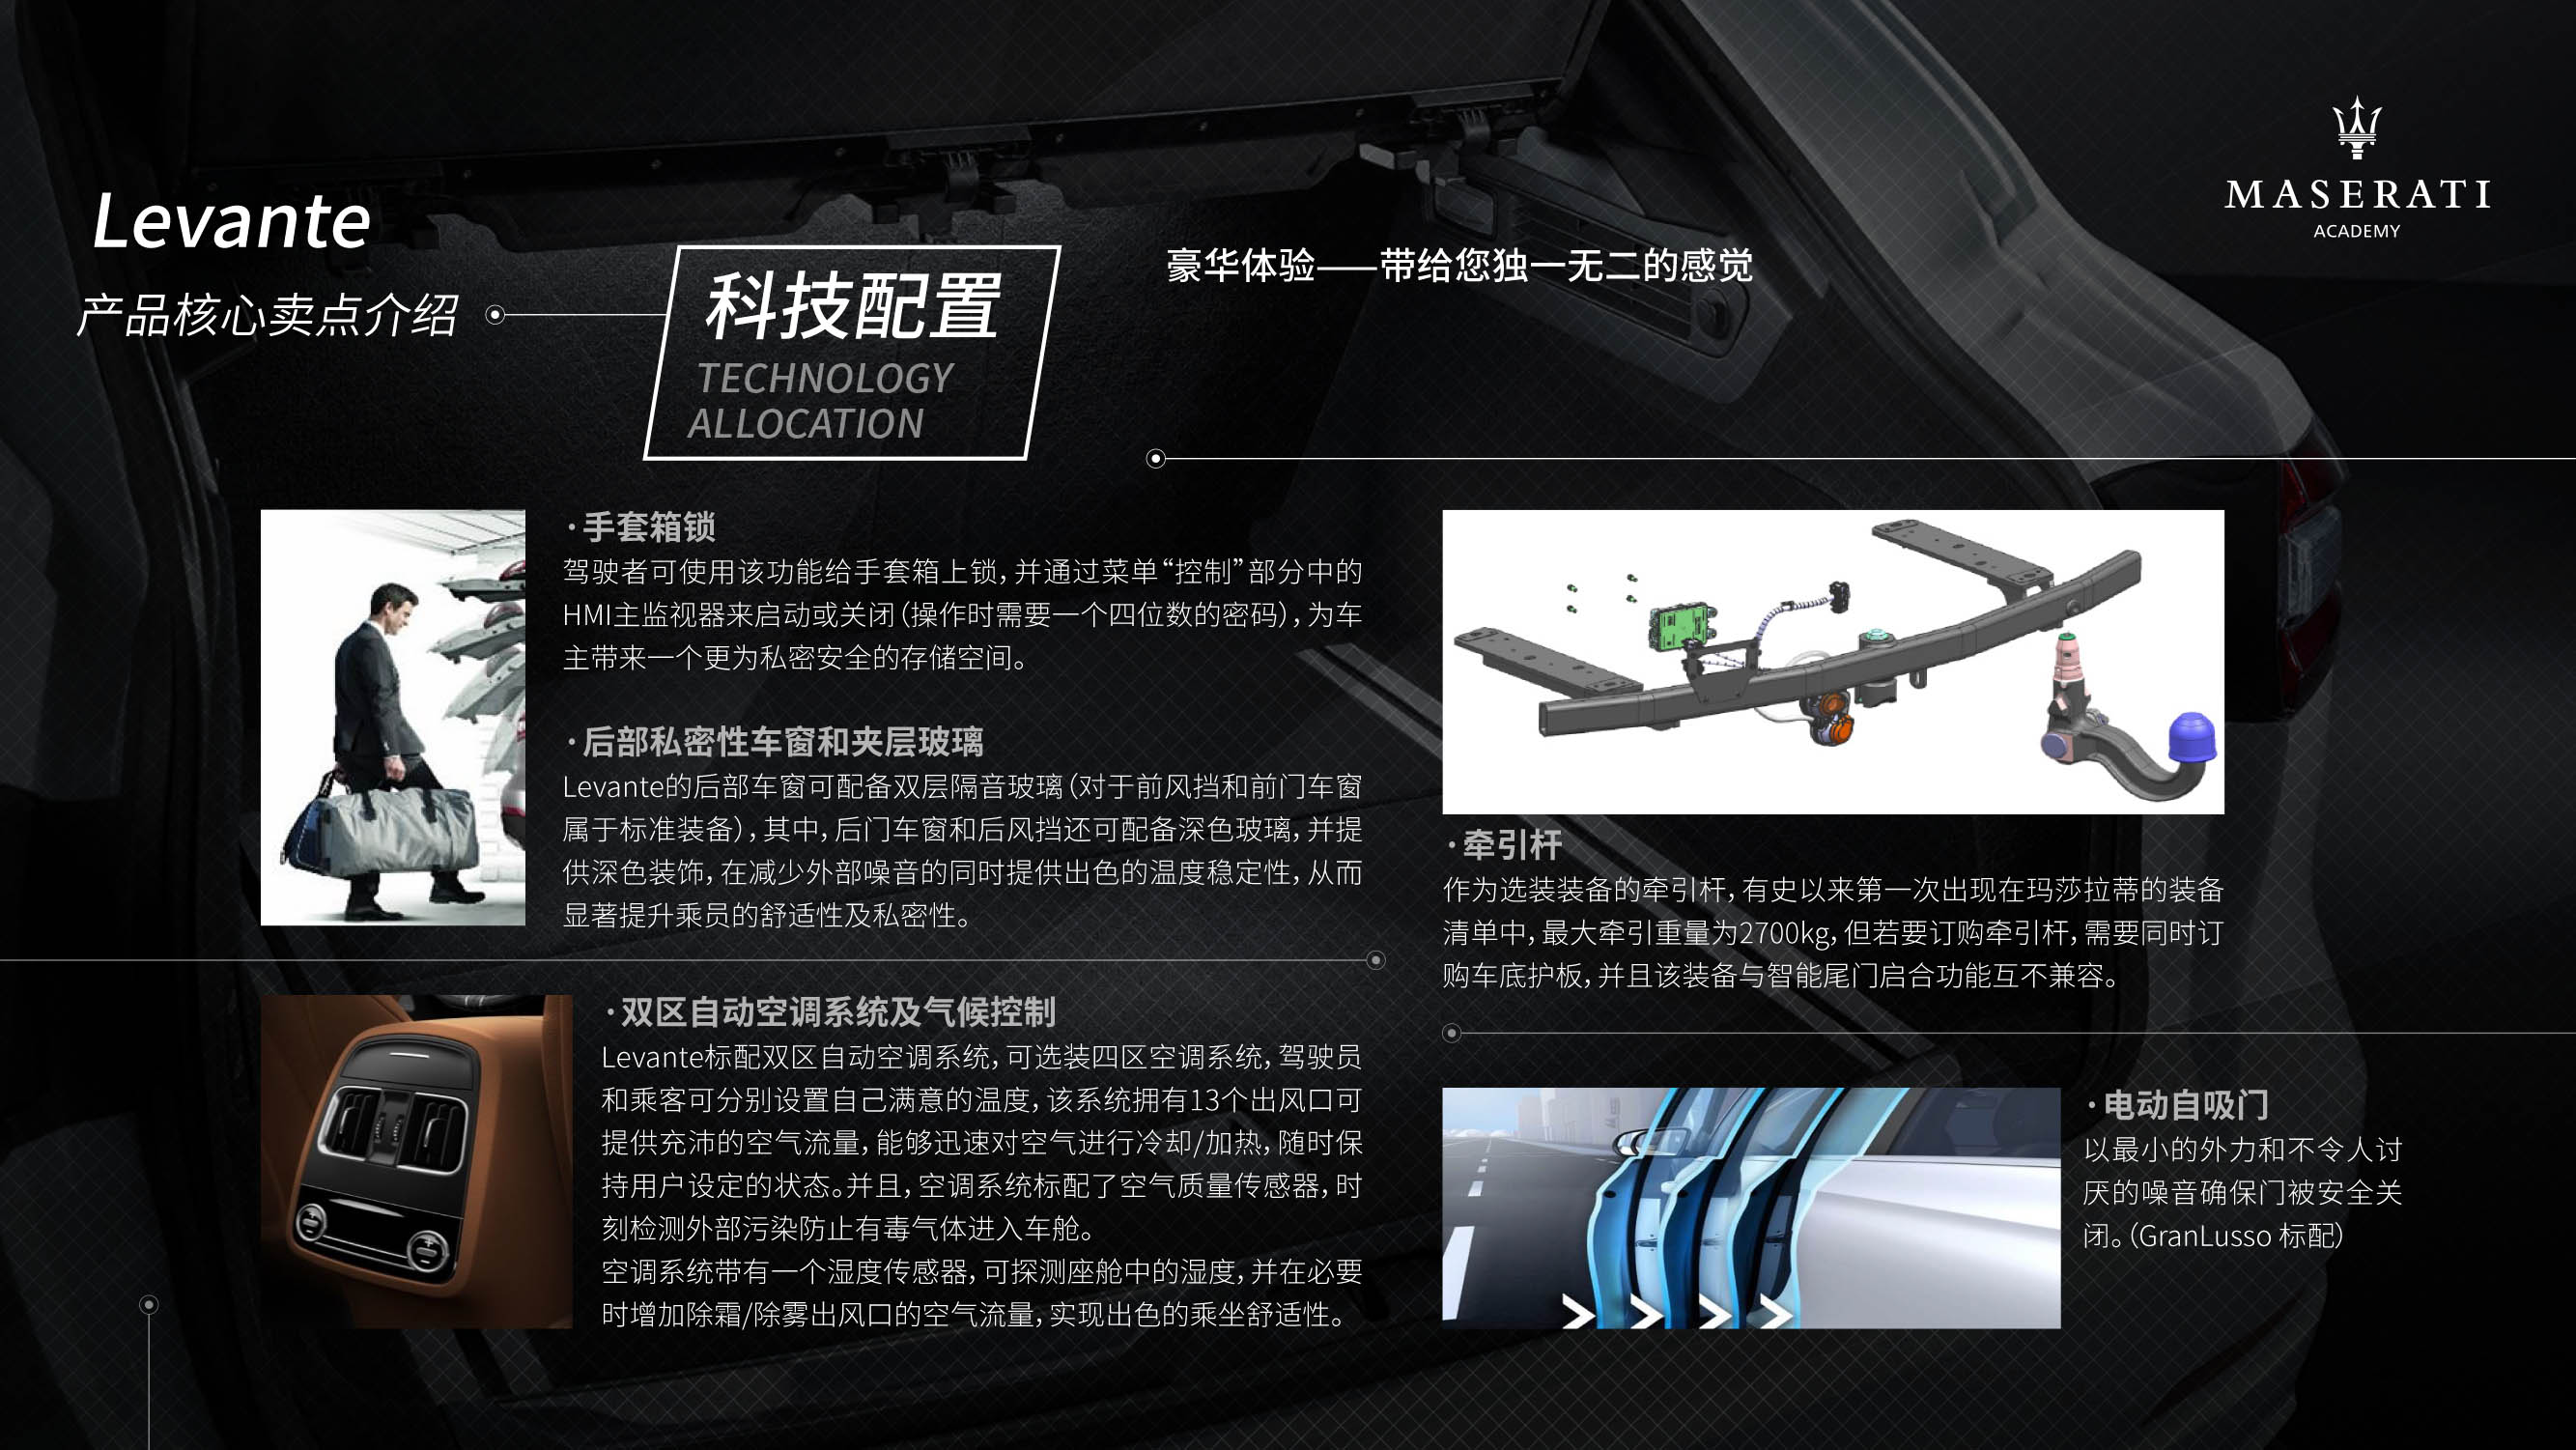 Levante
产品核心卖点介绍
科技配置
TECHNOLOGY
ALLOCATION
豪华体验——带给您独一无二的感觉
MASERATI
ACADEMY
·手套箱锁
驾驶者可使用该功能给手套箱上锁，并通过菜单“控制”部分中的
HMI主监视器来启动或关闭（操作时需要一个四位数的密码），为车
主带来一个更为私密安全的存储空间。
·后部私密性车窗和夹层玻璃
Levante的后部车窗可配备双层隔音玻璃（对于前风挡和前门车窗
属于标准装备），其中，后门车窗和后风挡还可配备深色玻璃，并提
供深色装饰，在减少外部噪音的同时提供出色的温度稳定性，从而
显著提升乘员的舒适性及私密性。
·双区自动空调系统及气候控制
Levante标配双区自动空调系统，可选装四区空调系统，驾驶员
和乘客可分别设置自己满意的温度，该系统拥有13个出风口可
提供充沛的空气流量，能够迅速对空气进行冷却/加热，随时保
持用户设定的状态。并且，空调系统标配了空气质量传感器，时
刻检测外部污染防止有毒气体进入车舱。
空调系统带有一个湿度传感器，可探测座舱中的湿度，并在必要
时增加除霜/除雾出风口的空气流量，实现出色的乘坐舒适性。
·牵引杆
作为选装装备的牵引杆，有史以来第一次出现在玛莎拉蒂的装备
清单中，最大牵引重量为2700kg，但若要订购牵引杆，需要同时订
购车底护板，并且该装备与智能尾门启合功能互不兼容。
·电动自吸门
以最小的外力和不令人讨
厌的噪音确保门被安全关
闭。（GranLusso 标配）